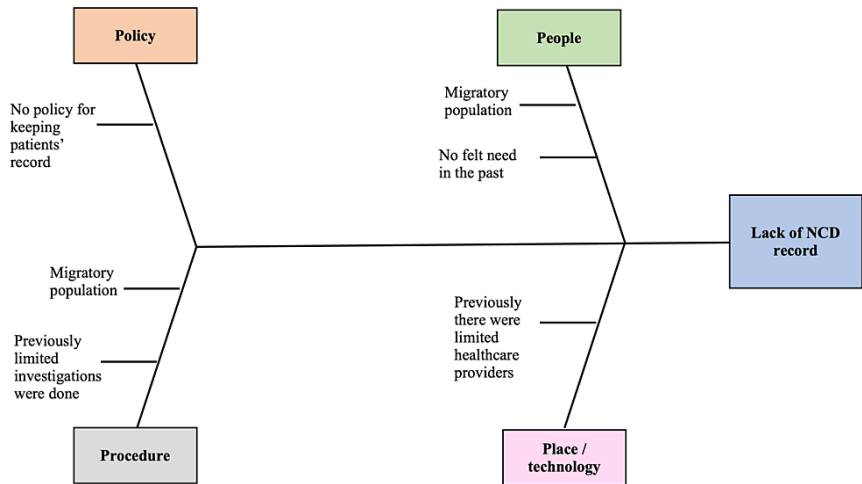 Policy
People
No policy for
keeping
patients’
record
Migratory
population
No felt need
in the past
Lack of NCD
record
Migratory
population
Previously
limited
investigations
were done
Previously
there were
limited
healthcare
providers
Procedure
Place /
technology